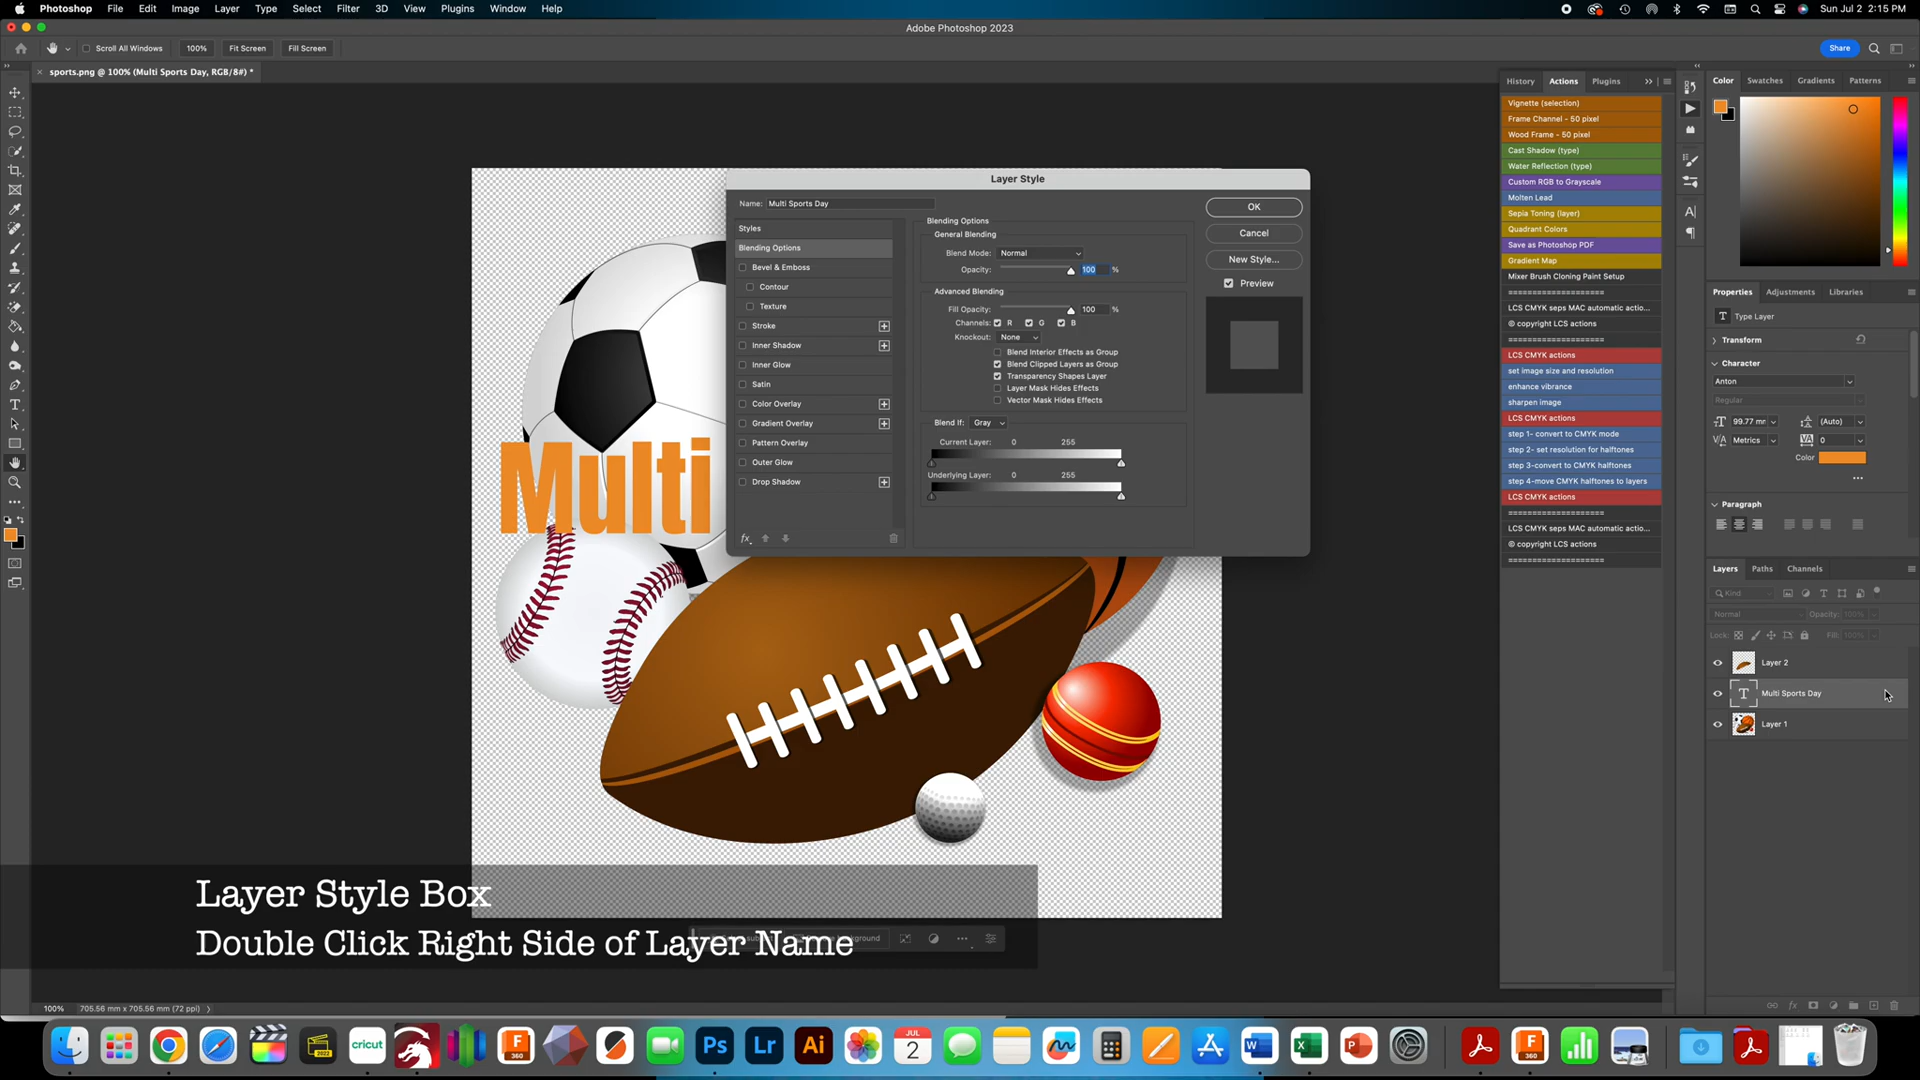 Photoshop File Edit Image Layer Type Select Filter 3D View Plugins Window Help
Sun Jul 2 2:15 PM
Adobe Photoshop 2023
Scroll All Windows 100% Fit Screen Fill Screen
Share
sports.png @ 100% (Multi Sports Day, RGB/8#) *
Layer Style
Name: Multi Sports Day
Styles
Blending Options
Bevel & Emboss
Contour
Texture
Stroke
Inner Shadow
Inner Glow
Satin
Color Overlay
Gradient Overlay
Pattern Overlay
Outer Glow
Drop Shadow
fx
Blending Options
General Blending
Blend Mode: Normal
Opacity: 100 %
Advanced Blending
Fill Opacity: 100 %
Channels: R G B
Knockout: None
Blend Interior Effects as Group
Blend Clipped Layers as Group
Transparency Shapes Layer
Layer Mask Hides Effects
Vector Mask Hides Effects
Blend If: Gray
Current Layer: 0 255
Underlying Layer: 0 255
OK
Cancel
New Style...
Preview
Multi
History Actions Plugins
Vignette (selection)
Frame Channel - 50 pixel
Wood Frame - 50 pixel
Cast Shadow (type)
Water Reflection (type)
Custom RGB to Grayscale
Molten Lead
Sepia Toning (layer)
Quadrant Colors
Save as Photoshop PDF
Gradient Map
Mixer Brush Cloning Paint Setup
====================
LCS CMYK seps MAC automatic actio...
© copyright LCS actions
====================
LCS CMYK actions
set image size and resolution
enhance vibrance
sharpen image
LCS CMYK actions
step 1- convert to CMYK mode
step 2- set resolution for halftones
step 3-convert to CMYK halftones
step 4-move CMYK halftones to layers
LCS CMYK actions
====================
LCS CMYK seps MAC automatic actio...
© copyright LCS actions
====================
Color Swatches Gradients Patterns
Properties Adjustments Libraries
T Type Layer
Transform
Character
Anton
Regular
99.77 mm (Auto)
Metrics 0
Color
Paragraph
Layers Paths Channels
Kind
Normal Opacity: 100%
Lock: Fill: 100%
Layer 2
T Multi Sports Day
Layer 1
fx
Layer Style Box
Double Click Right Side of Layer Name
100% 705.56 mm x 705.56 mm (72 ppi)
2022
cricut
F 360
Ps
Lr
Ai
JUL
2
W
X
P
F 360